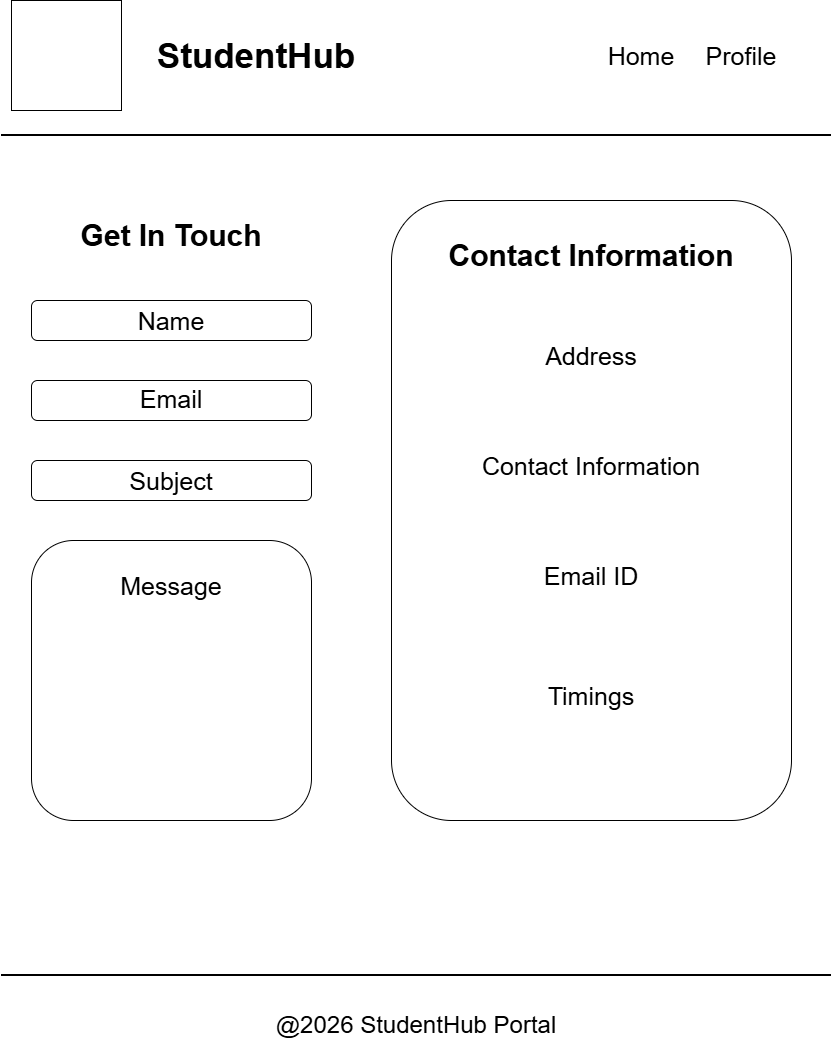 StudentHub
Home
Profile
Get In Touch
Name
Email
Subject
Message
Contact Information
Address
Contact Information
Email ID
Timings
@2026 StudentHub Portal